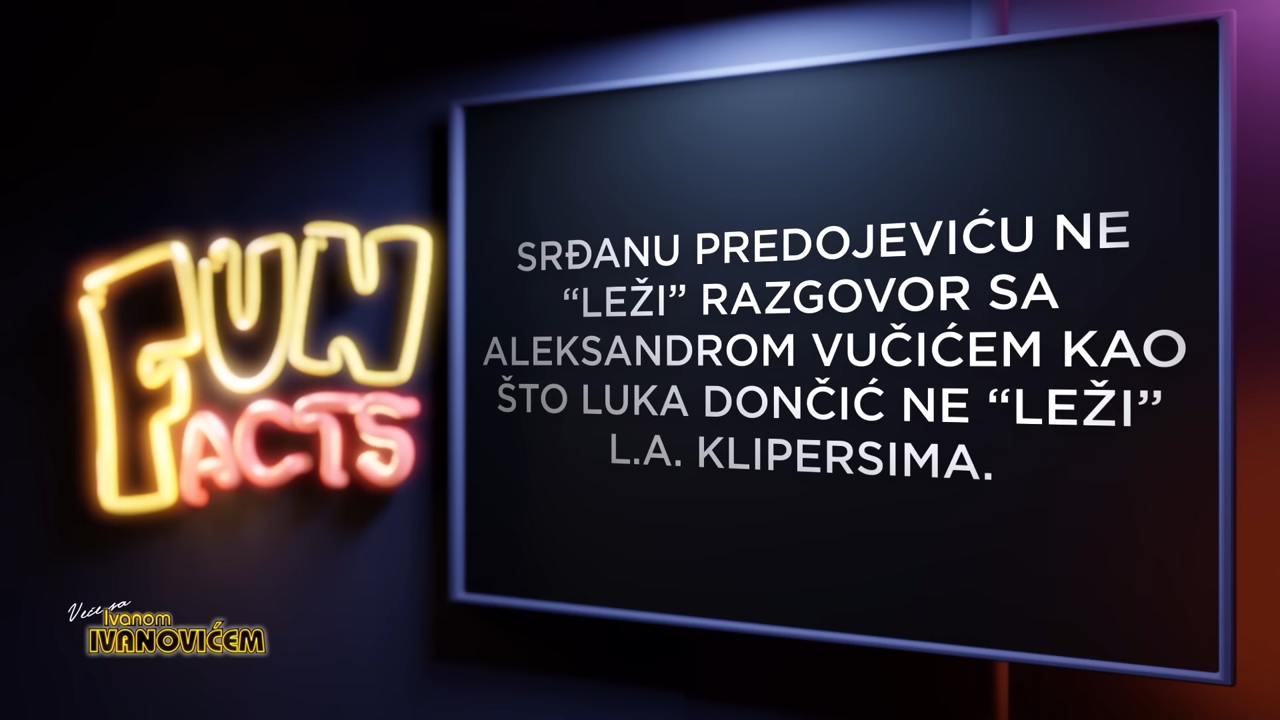 FUN
FACTS
SRĐANU PREDOJEVIĆU NE
“LEŽI” RAZGOVOR SA
ALEKSANDROM VUČIĆEM KAO
ŠTO LUKA DONČIĆ NE “LEŽI”
L.A. KLIPERSIMA.
Veče sa
Ivanom
IVANOVIĆEM